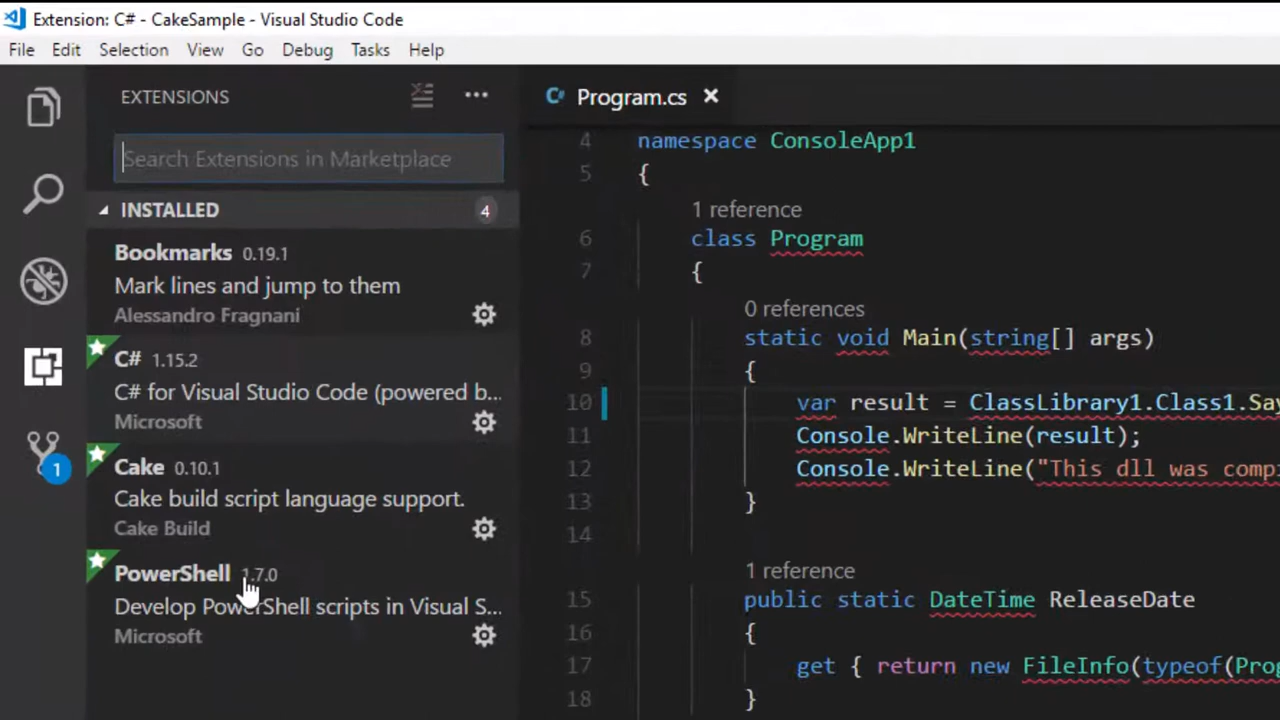 Extension: C# - CakeSample - Visual Studio Code
File Edit Selection View Go Debug Tasks Help
EXTENSIONS
Search Extensions in Marketplace
INSTALLED 4
Bookmarks 0.19.1
Mark lines and jump to them
Alessandro Fragnani
C# 1.15.2
C# for Visual Studio Code (powered b...
Microsoft
Cake 0.10.1
Cake build script language support.
Cake Build
PowerShell 1.7.0
Develop PowerShell scripts in Visual S...
Microsoft
1
C# Program.cs
4 namespace ConsoleApp1
5 {
1 reference
6 class Program
7 {
0 references
8 static void Main(string[] args)
9 {
10 var result = ClassLibrary1.Class1.Say
11 Console.WriteLine(result);
12 Console.WriteLine("This dll was compi
13 }
14
1 reference
15 public static DateTime ReleaseDate
16 {
17 get { return new FileInfo(typeof(Prog
18 }